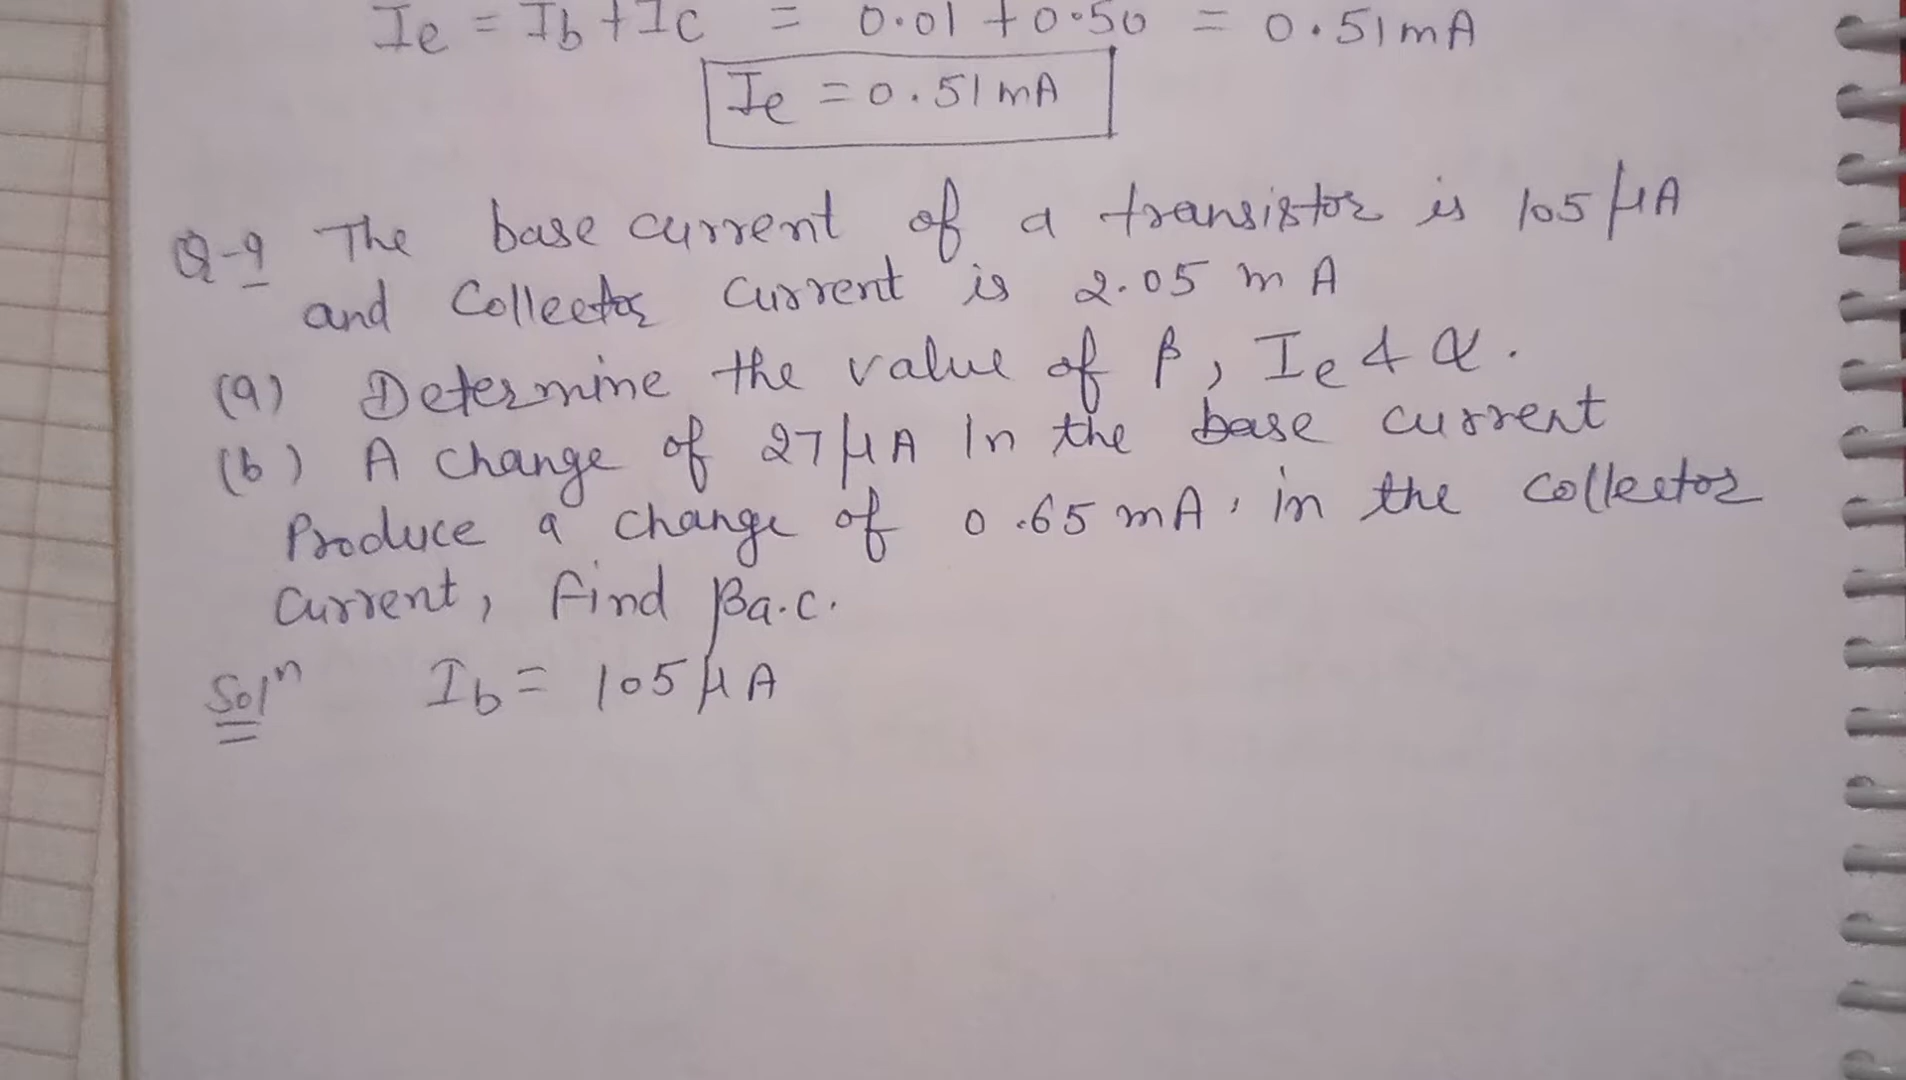 Ie = Ib + Ic = 0.01 + 0.50 = 0.51 mA
Ie = 0.51 mA
Q-9 The base current of a transistor is 105 μA
and Collector current is 2.05 mA
(a) Determine the value of β, Ie & α.
(b) A change of 27 μA In the base current
Produce a change of 0.65 mA, in the collector
Current, find βa.c.
Solⁿ Ib = 105 μA